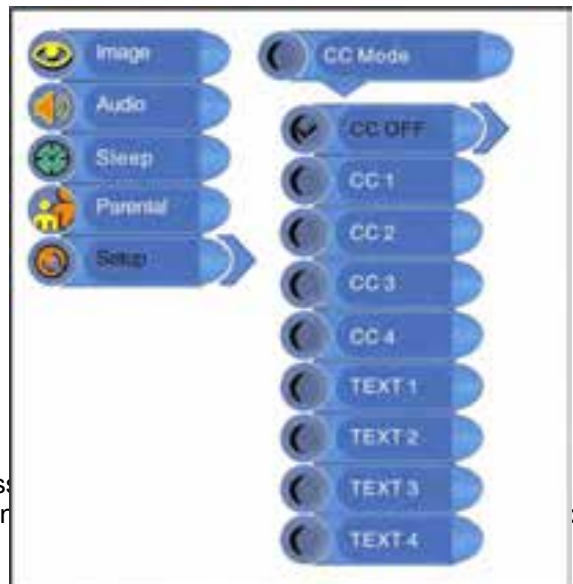 Image
Audio
Sleep
Parental
Setup
CC Mode
CC OFF
CC 1
CC 2
CC 3
CC 4
TEXT 1
TEXT 2
TEXT 3
TEXT 4